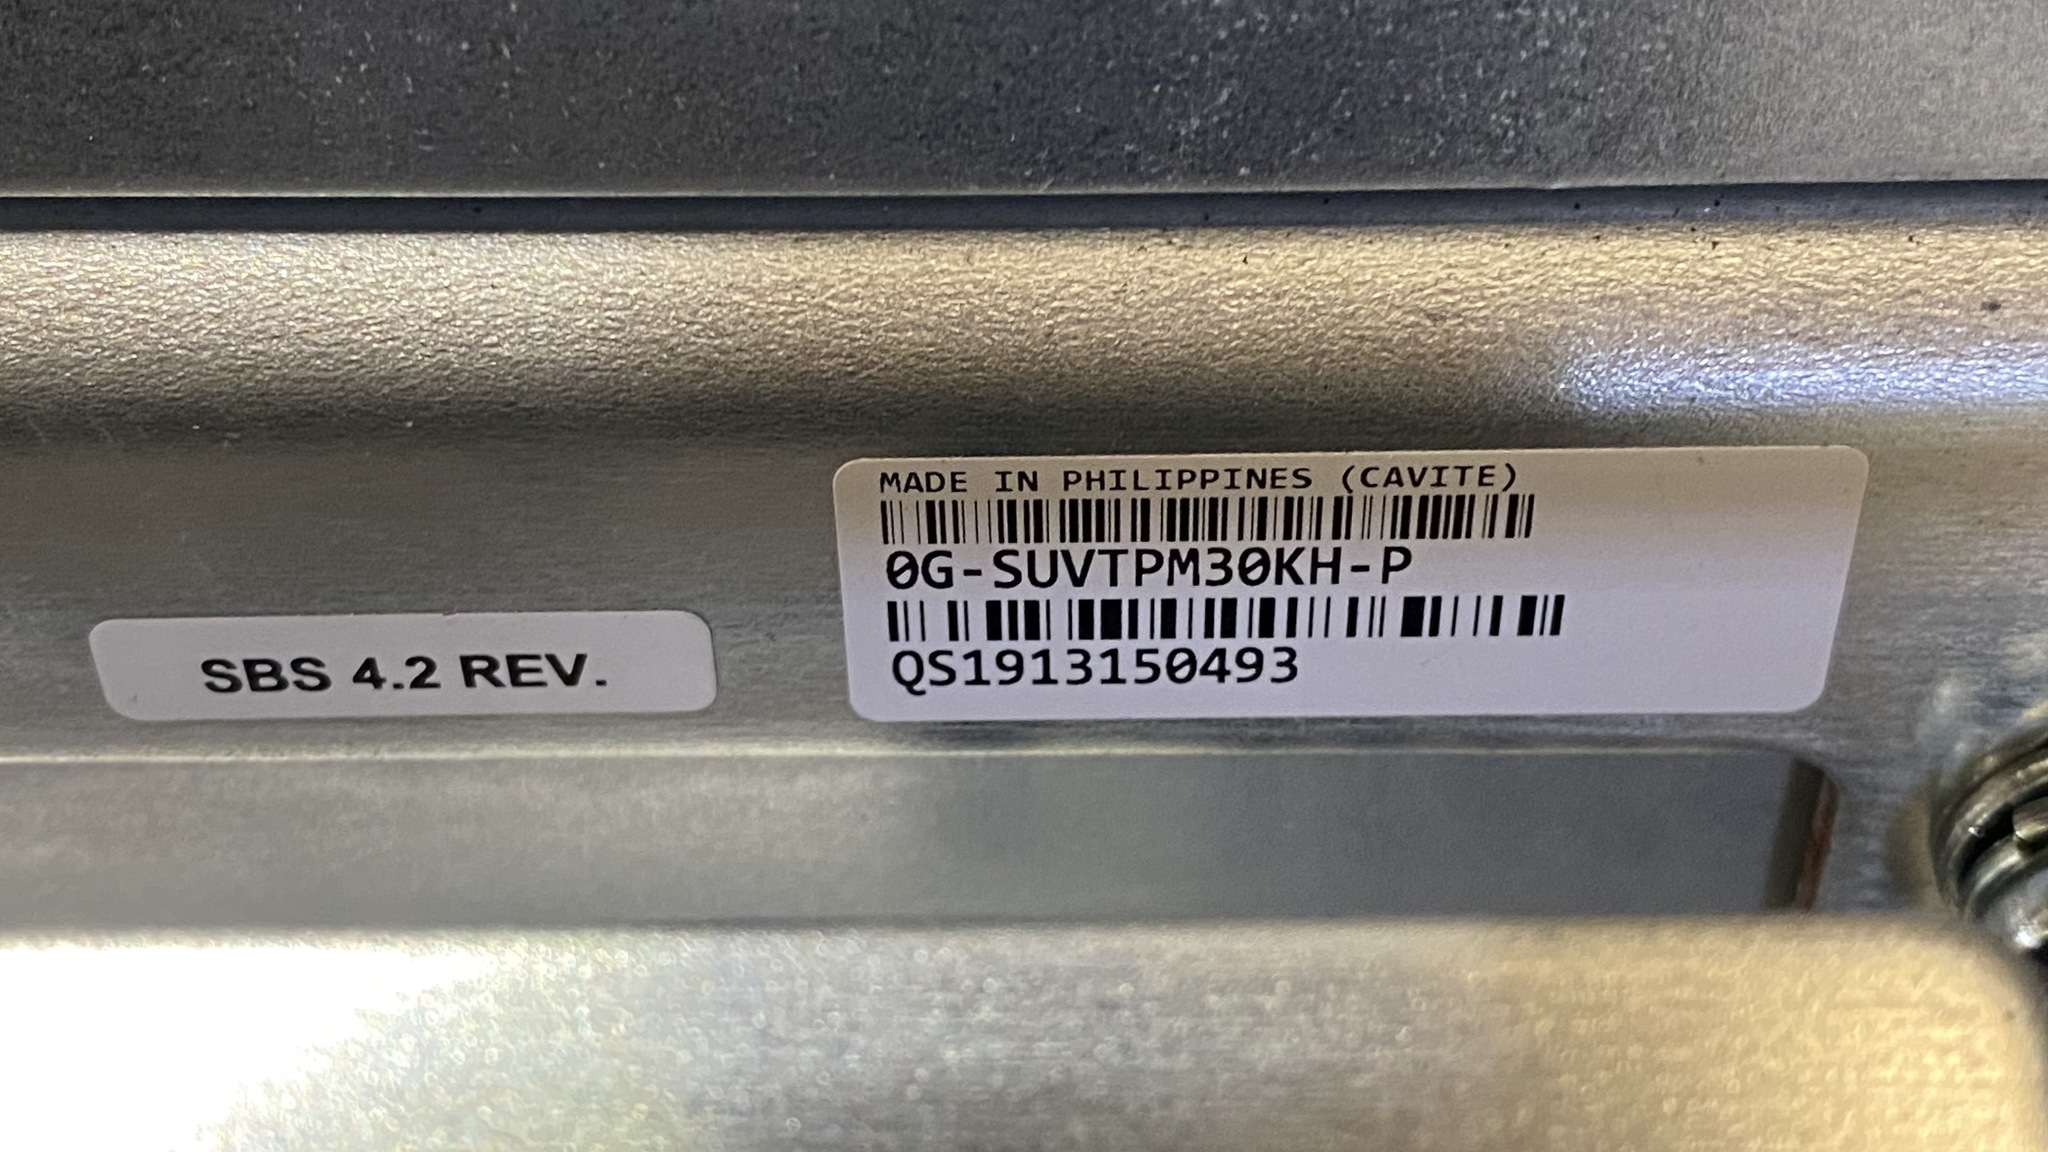 SBS 4.2 REV.
MADE IN PHILIPPINES (CAVITE)
0G-SUVTPM30KH-P
QS1913150493